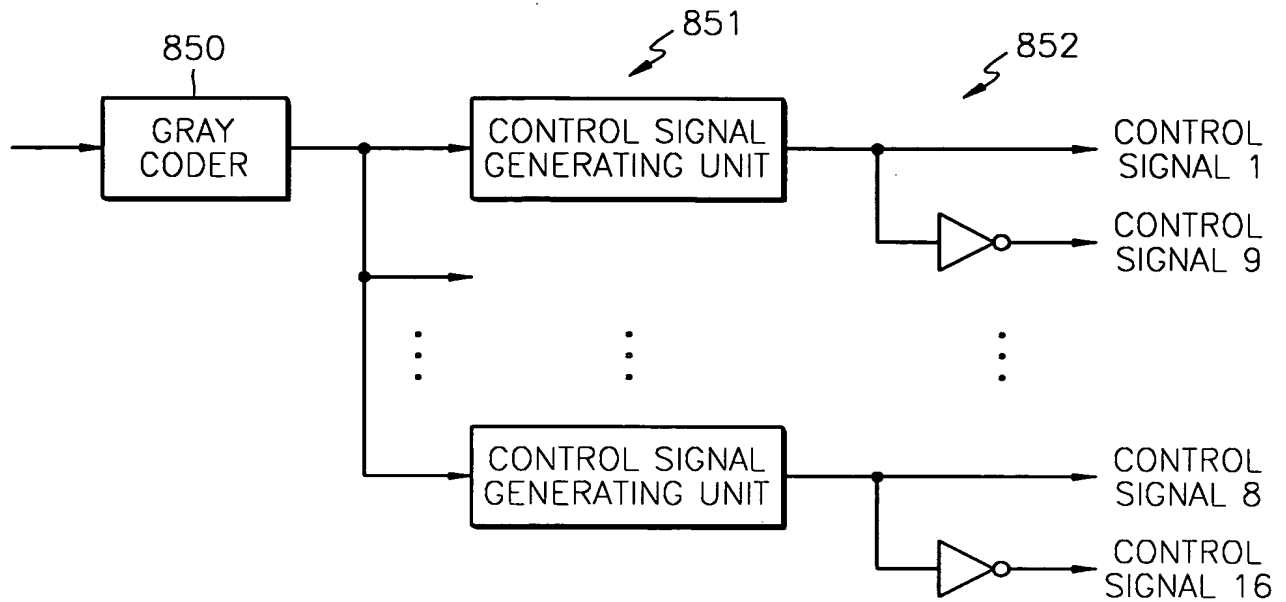 850
851
852
GRAY
CODER
CONTROL SIGNAL
GENERATING UNIT
CONTROL
SIGNAL 1
CONTROL
SIGNAL 9
CONTROL SIGNAL
GENERATING UNIT
CONTROL
SIGNAL 8
CONTROL
SIGNAL 16